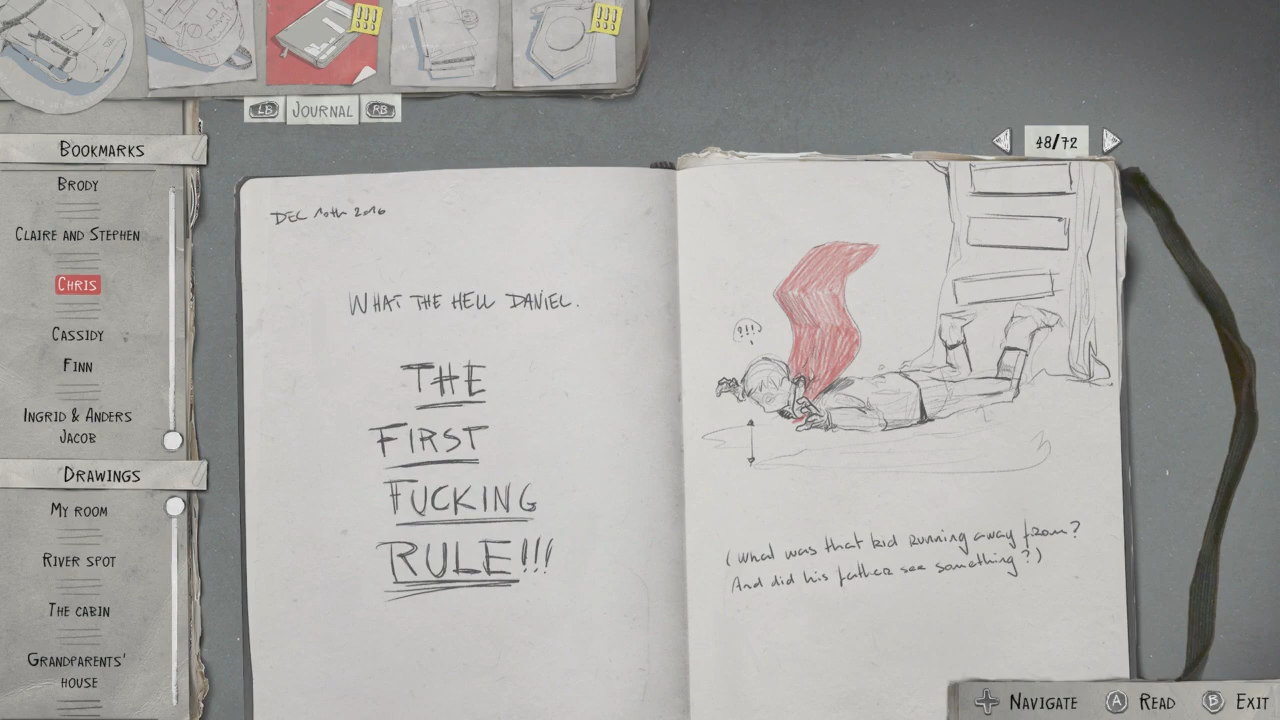 !!!
!!!
LB
JOURNAL
RB
BOOKMARKS
BRODY
CLAIRE AND STEPHEN
CHRIS
CASSIDY
FINN
INGRID & ANDERS
JACOB
DRAWINGS
MY ROOM
RIVER SPOT
THE CABIN
GRANDPARENTS'
HOUSE
48/72
DEC 10th 2016
WHAT THE HELL DANIEL.
THE
FIRST
FUCKING
RULE!!!
?!!
(What was that kid running away from?
And did his father see something?)
NAVIGATE
A READ
B EXIT